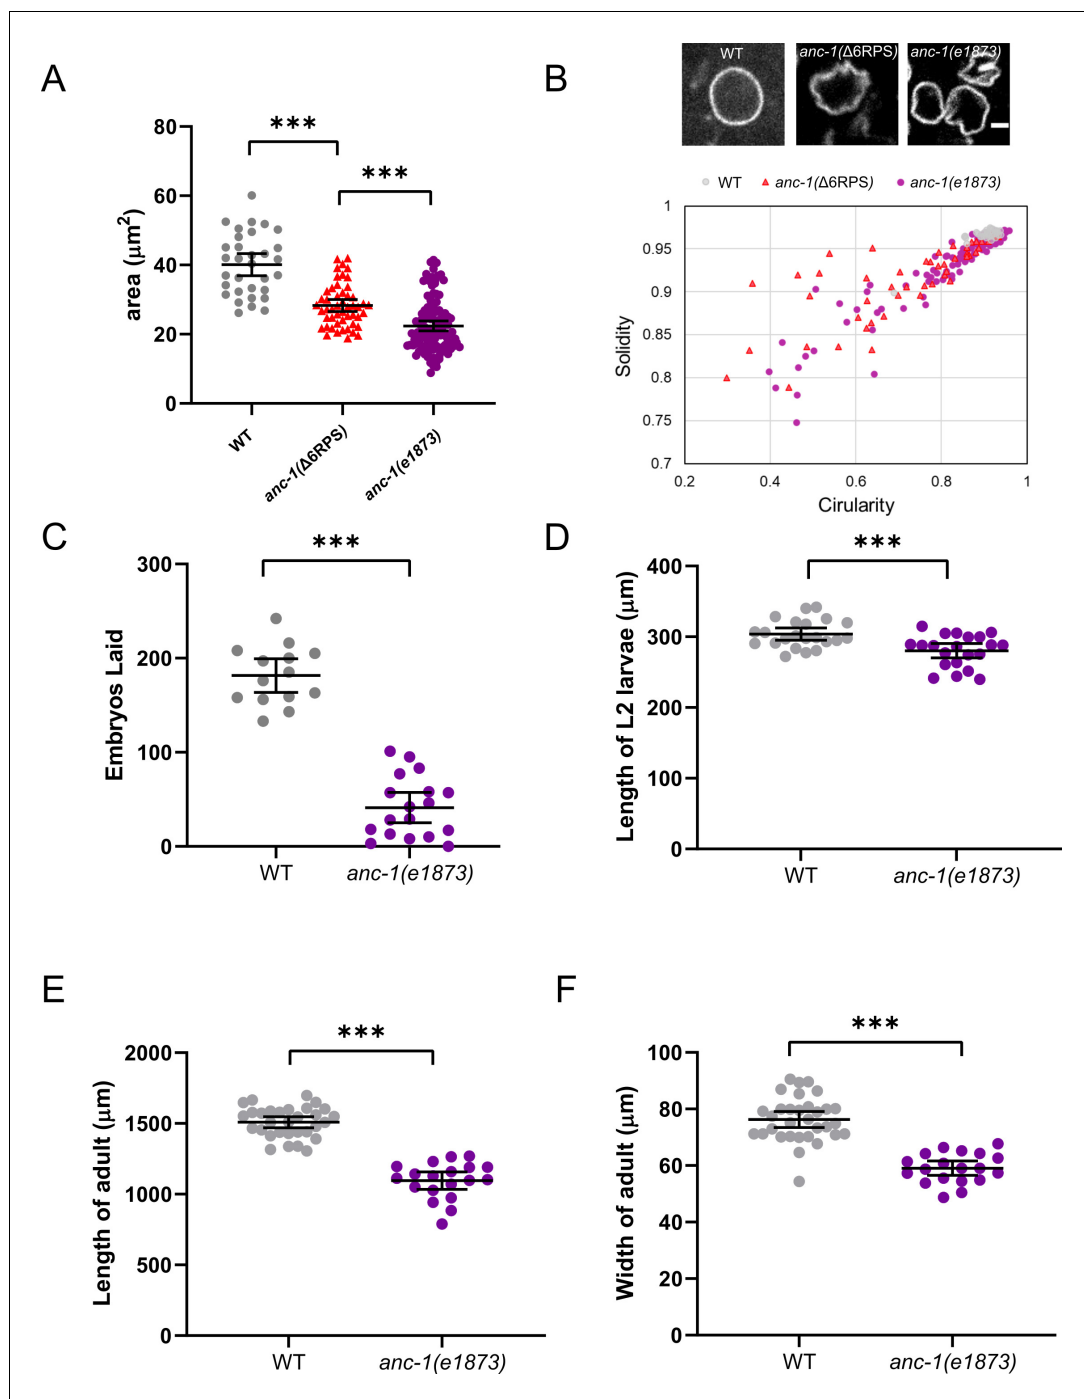 A
***
***
80
60
40
20
0
area (μm²)
WT
anc-1(Δ6RPS)
anc-1(e1873)
B
WT
anc-1(Δ6RPS)
anc-1(e1873)
WT anc-1(Δ6RPS) anc-1(e1873)
1
0.95
0.9
0.85
0.8
0.75
0.7
Solidity
0.2 0.4 0.6 0.8 1
Cirularity
C
***
300
200
100
0
Embryos Laid
WT anc-1(e1873)
D
***
400
300
200
100
0
Length of L2 larvae (μm)
WT anc-1(e1873)
E
***
2000
1500
1000
500
0
Length of adult (μm)
WT anc-1(e1873)
F
***
100
80
60
40
20
0
Width of adult (μm)
WT anc-1(e1873)